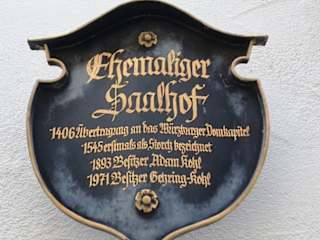 Ehemaliger
Saalhof
1406 Übertragung an das Würzburger Domkapitel
1545 erstmals als Storch bezeichnet
1893 Besitzer Adam Kohl
1971 Besitzer Gehring-Kohl